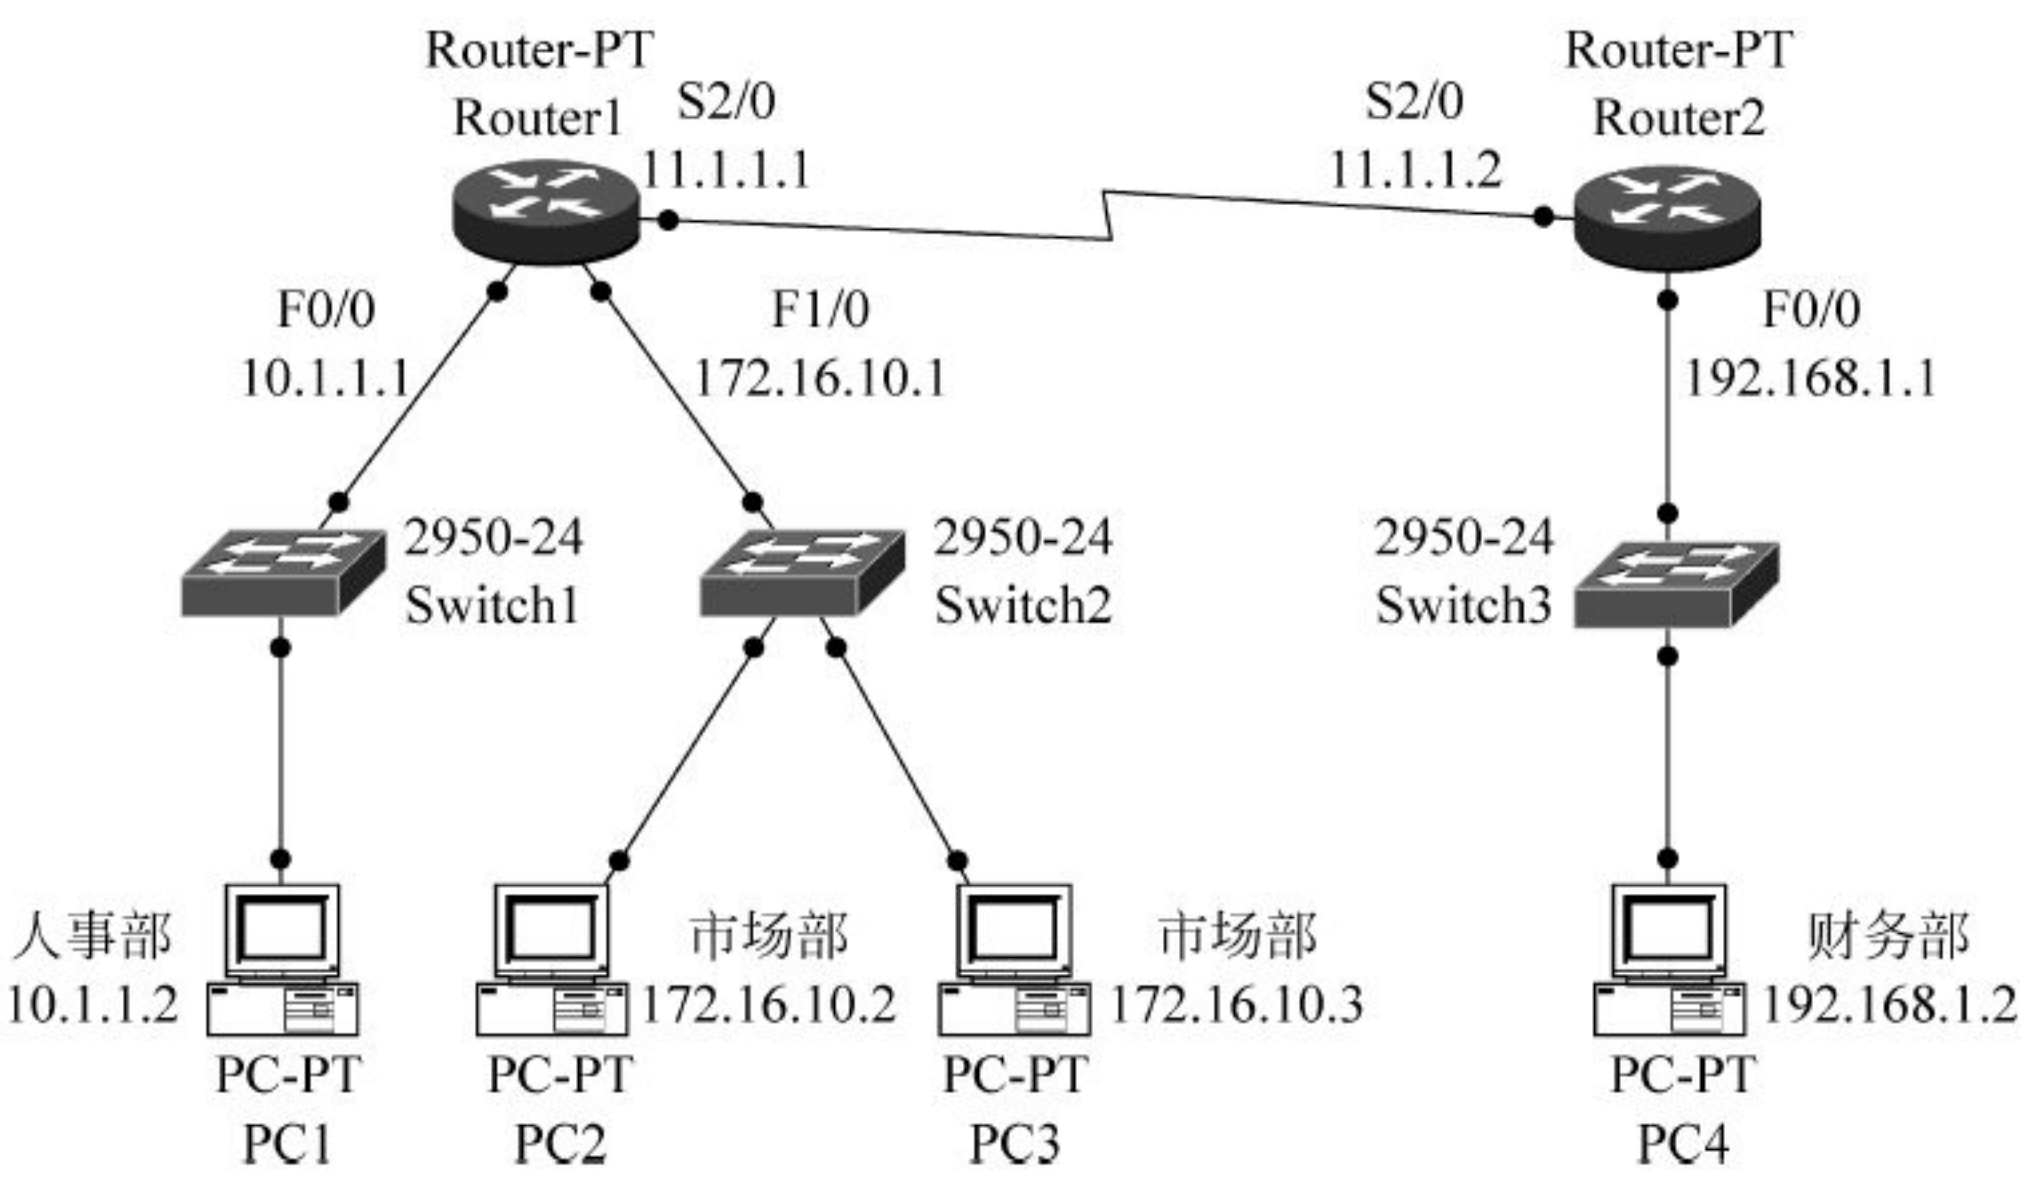 Router-PT
Router1
S2/0
11.1.1.1
S2/0
11.1.1.2
Router-PT
Router2
F0/0
10.1.1.1
F1/0
172.16.10.1
F0/0
192.168.1.1
2950-24
Switch1
2950-24
Switch2
2950-24
Switch3
人事部
10.1.1.2
PC-PT
PC1
市场部
172.16.10.2
PC-PT
PC2
市场部
172.16.10.3
PC-PT
PC3
财务部
192.168.1.2
PC-PT
PC4